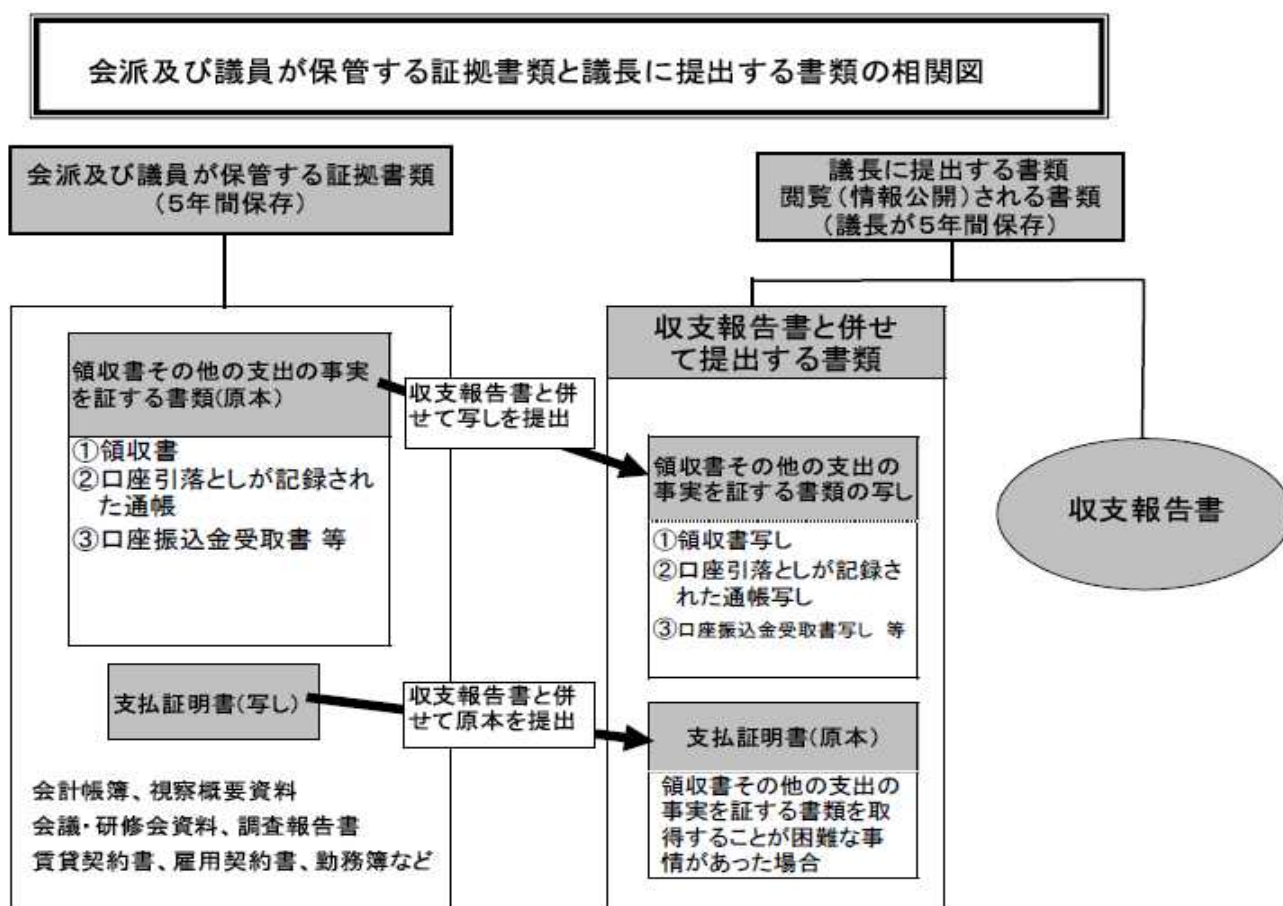 会派及び議員が保管する証拠書類と議長に提出する書類の相関図
会派及び議員が保管する証拠書類
(5年間保存)
議長に提出する書類
閲覧(情報公開)される書類
(議長が5年間保存)
領収書その他の支出の事実
を証する書類(原本)
①領収書
②口座引落としが記録され
た通帳
③口座振込金受取書 等
収支報告書と併
せて写しを提出
支払証明書(写し)
収支報告書と併
せて原本を提出
会計帳簿、視察概要資料
会議・研修会資料、調査報告書
賃貸契約書、雇用契約書、勤務簿など
収支報告書と併せ
て提出する書類
領収書その他の支出の
事実を証する書類の写し
①領収書写し
②口座引落としが記録さ
れた通帳写し
③口座振込金受取書写し 等
支払証明書(原本)
領収書その他の支出の
事実を証する書類を取
得することが困難な事
情があった場合
収支報告書